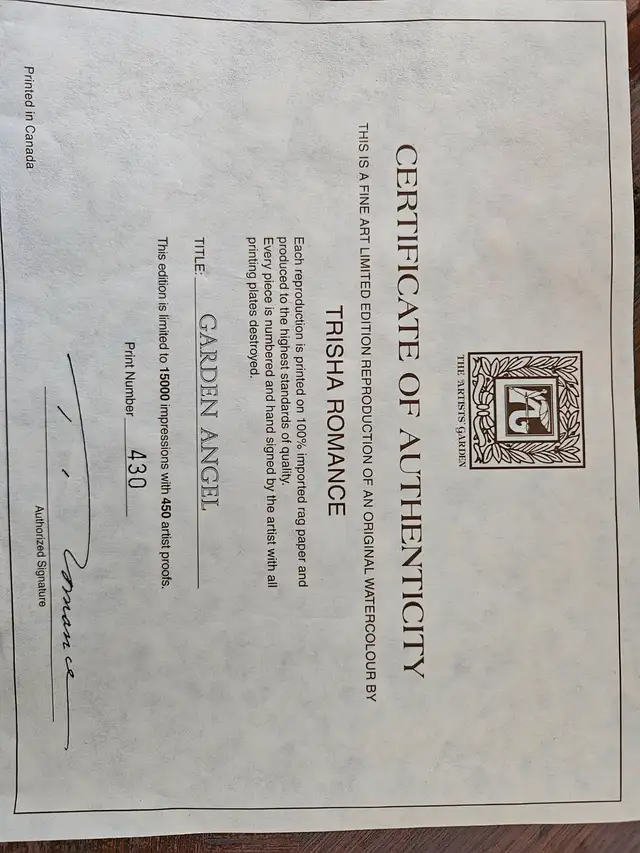 THE ARTISTS' GARDEN
CERTIFICATE OF AUTHENTICITY
THIS IS A FINE ART LIMITED EDITION REPRODUCTION OF AN ORIGINAL WATERCOLOUR BY
TRISHA ROMANCE
Each reproduction is printed on 100% imported rag paper and
produced to the highest standards of quality.
Every piece is numbered and hand signed by the artist with all
printing plates destroyed.
TITLE: GARDEN ANGEL
This edition is limited to 15000 impressions with 450 artist proofs.
Print Number 430
T. Romance
Authorized Signature
Printed in Canada